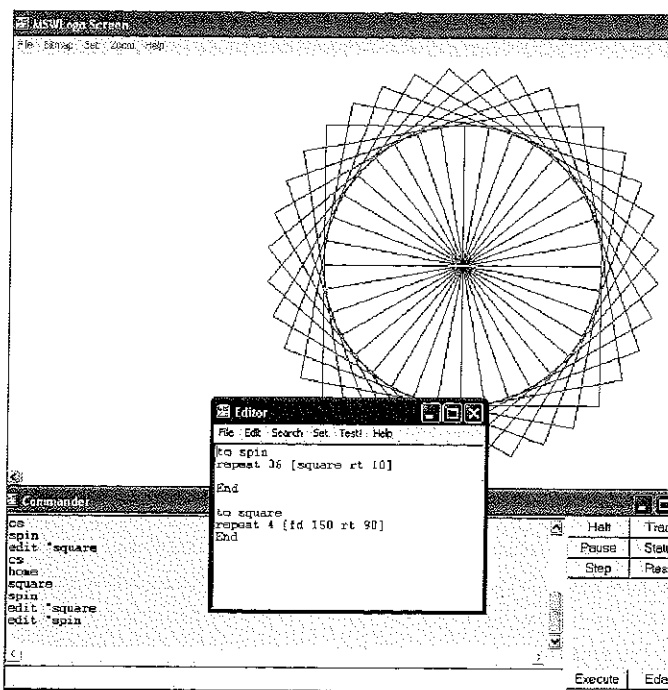 MSWLogo Screen
File Bitmap Set Zoom Help
Editor
File Edit Search Set Test! Help
to spin
repeat 36 [square rt 10]
End
to square
repeat 4 [fd 150 rt 90]
End
Commander
cs
spin
edit "square
cs
home
square
spin
edit "square
edit "spin
Halt
Pause
Step
Execute